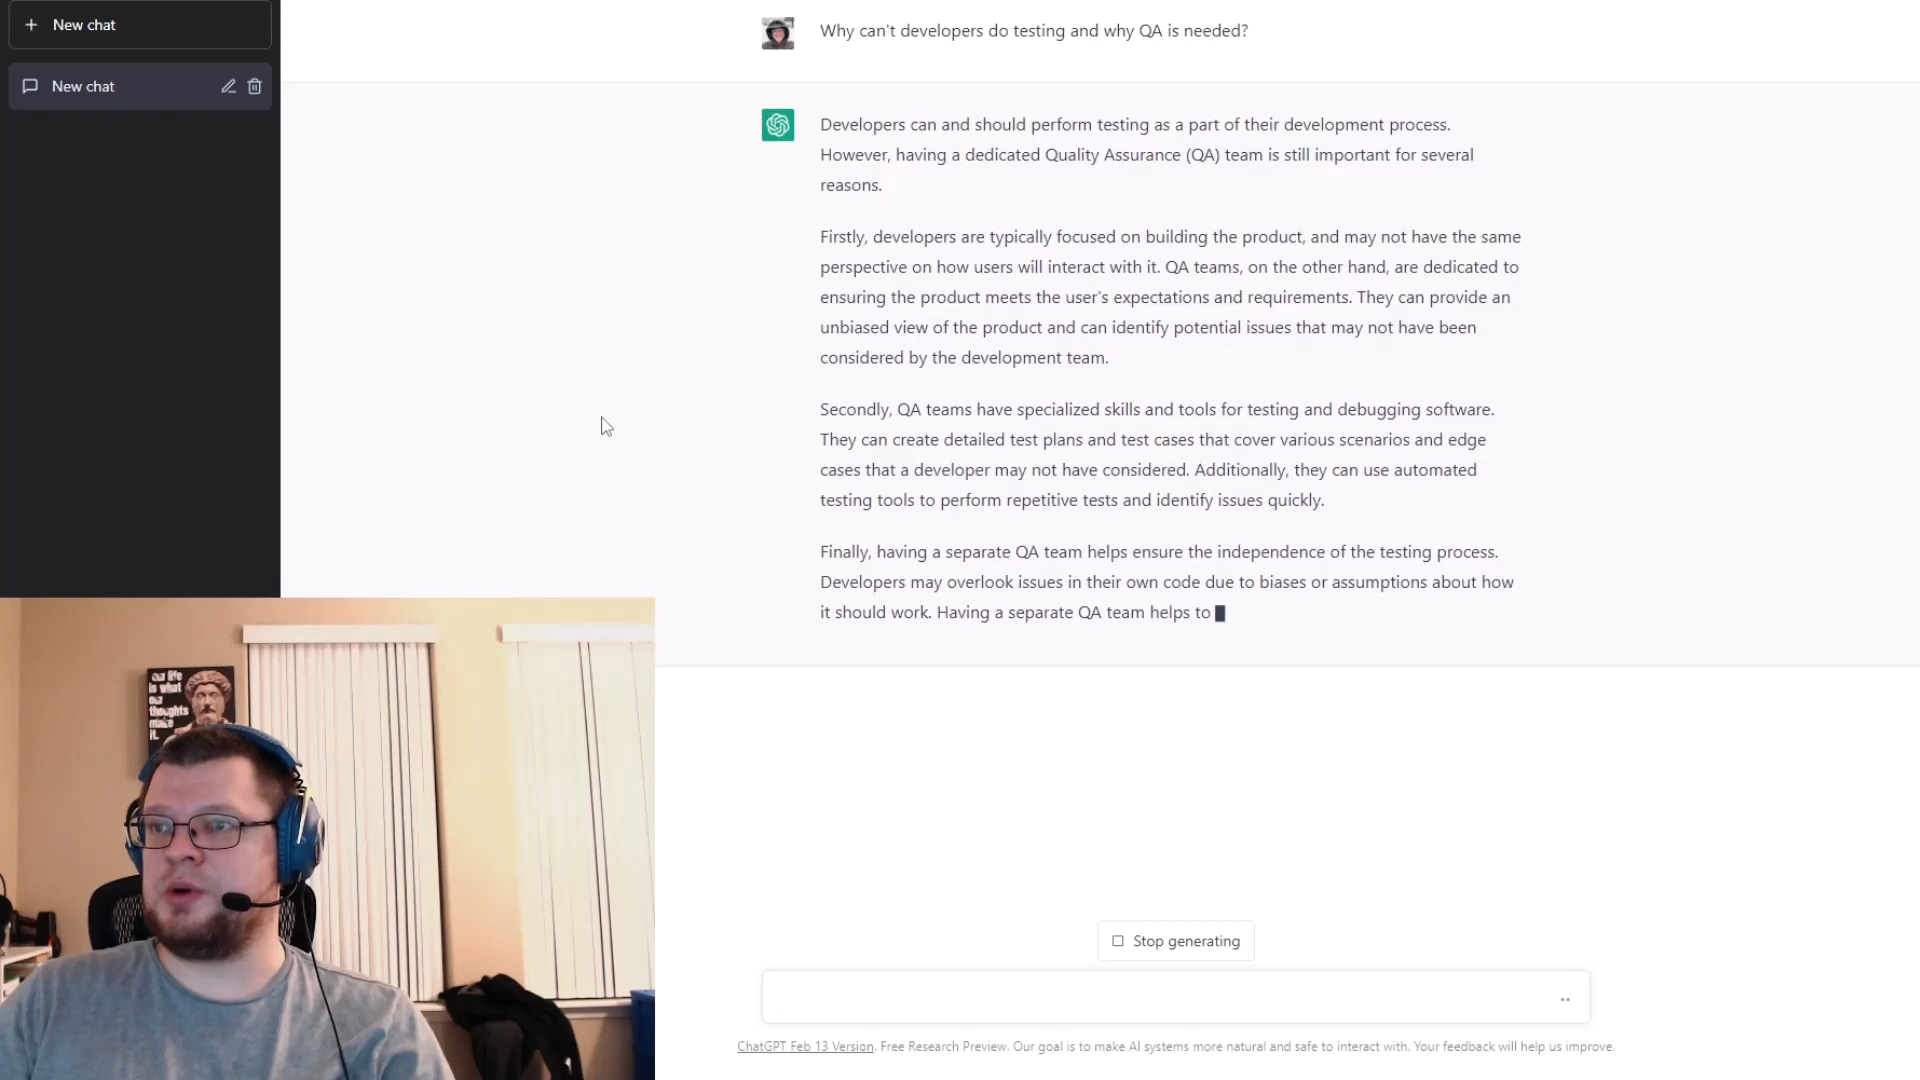 New chat
New chat
Why can't developers do testing and why QA is needed?
Developers can and should perform testing as a part of their development process.
However, having a dedicated Quality Assurance (QA) team is still important for several
reasons.
Firstly, developers are typically focused on building the product, and may not have the same
perspective on how users will interact with it. QA teams, on the other hand, are dedicated to
ensuring the product meets the user's expectations and requirements. They can provide an
unbiased view of the product and can identify potential issues that may not have been
considered by the development team.
Secondly, QA teams have specialized skills and tools for testing and debugging software.
They can create detailed test plans and test cases that cover various scenarios and edge
cases that a developer may not have considered. Additionally, they can use automated
testing tools to perform repetitive tests and identify issues quickly.
Finally, having a separate QA team helps ensure the independence of the testing process.
Developers may overlook issues in their own code due to biases or assumptions about how
it should work. Having a separate QA team helps to
our life
is what
our
thoughts
make
it.
Stop generating
ChatGPT Feb 13 Version. Free Research Preview. Our goal is to make AI systems more natural and safe to interact with. Your feedback will help us improve.